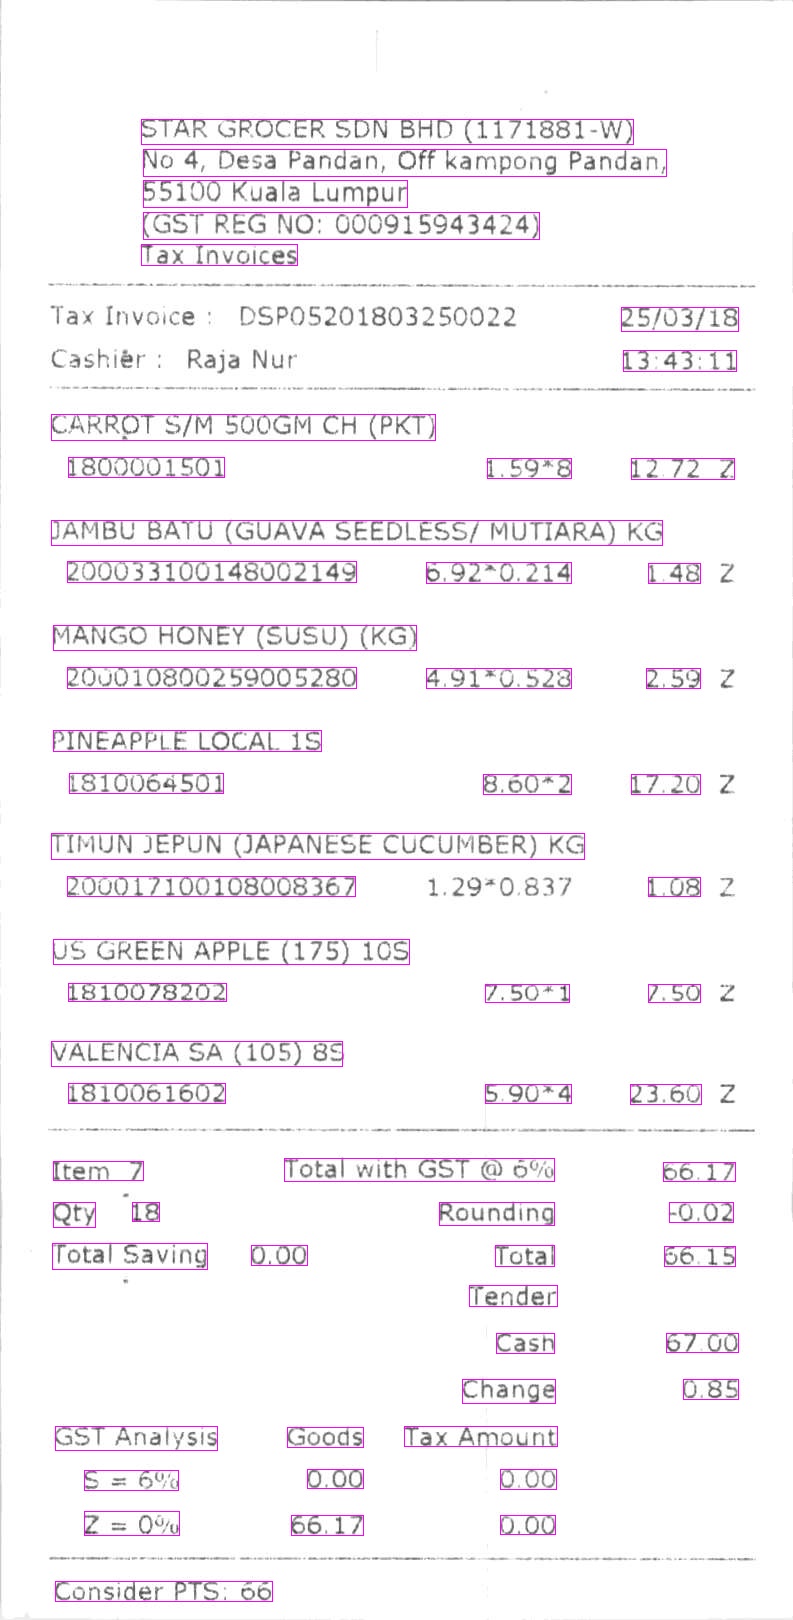 STAR GROCER SDN BHD (1171881-W)
No 4, Desa Pandan, Off kampong Pandan,
55100 Kuala Lumpur
(GST REG NO: 000915943424)
Tax Invoices
Tax Invoice : DSP05201803250022 25/03/18
Cashier : Raja Nur 13:43:11
CARROT S/M 500GM CH (PKT)
1800001501 1.59*8 12.72 Z
JAMBU BATU (GUAVA SEEDLESS/ MUTIARA) KG
200033100148002149 6.92*0.214 1.48 Z
MANGO HONEY (SUSU) (KG)
200010800259005280 4.91*0.528 2.59 Z
PINEAPPLE LOCAL 1S
1810064501 8.60*2 17.20 Z
TIMUN JEPUN (JAPANESE CUCUMBER) KG
200017100108008367 1.29*0.837 1.08 Z
US GREEN APPLE (175) 10S
1810078202 7.50*1 7.50 Z
VALENCIA SA (105) 8S
1810061602 5.90*4 23.60 Z
Item 7 Total with GST @ 6% 66.17
Qty 18 Rounding -0.02
Total Saving 0.00 Total 66.15
Tender
Cash 67.00
Change 0.85
GST Analysis Goods Tax Amount
S = 6% 0.00 0.00
Z = 0% 66.17 0.00
Consider PTS: 66